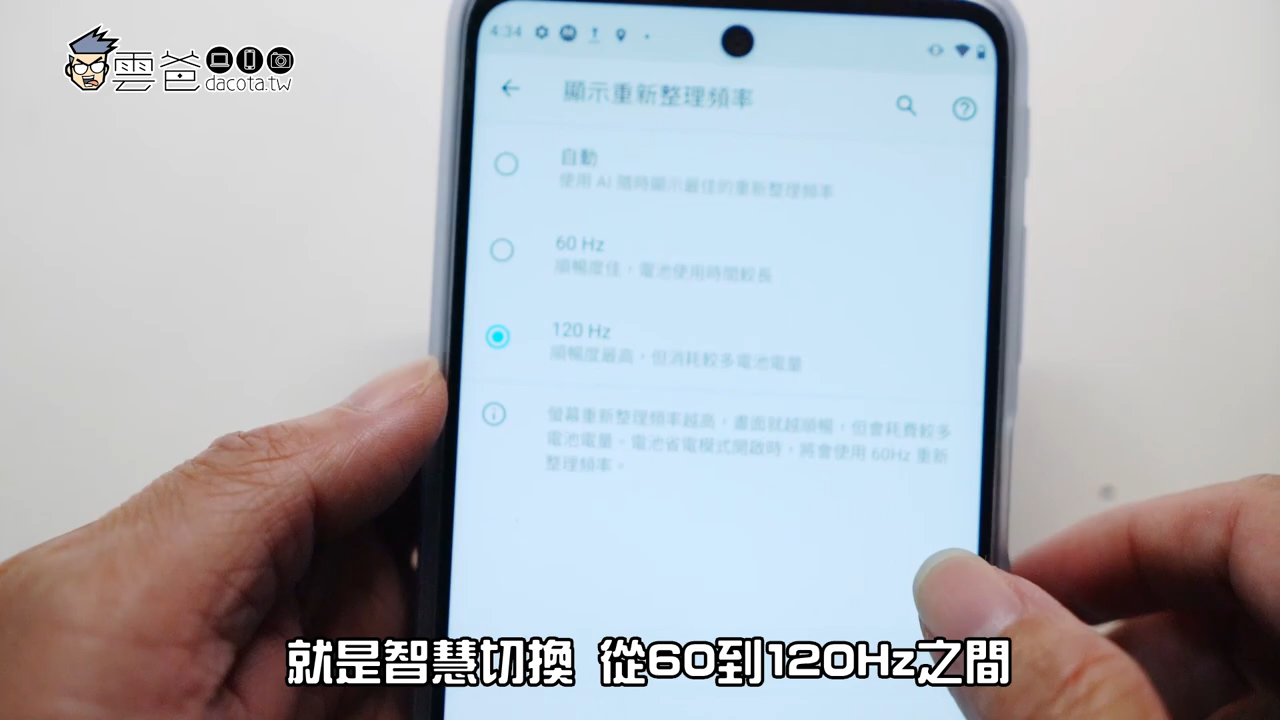 雲爸
dacota.tw
4:34
顯示重新整理頻率
自動
使用 AI 隨時顯示最佳的重新整理頻率
60 Hz
順暢度佳，電池使用時間較長
120 Hz
順暢度最高，但消耗較多電池電量
螢幕重新整理頻率越高，畫面就越順暢，但會耗費較多
電池電量。電池省電模式開啟時，將會使用 60Hz 重新
整理頻率。
就是智慧切換 從60到120Hz之間